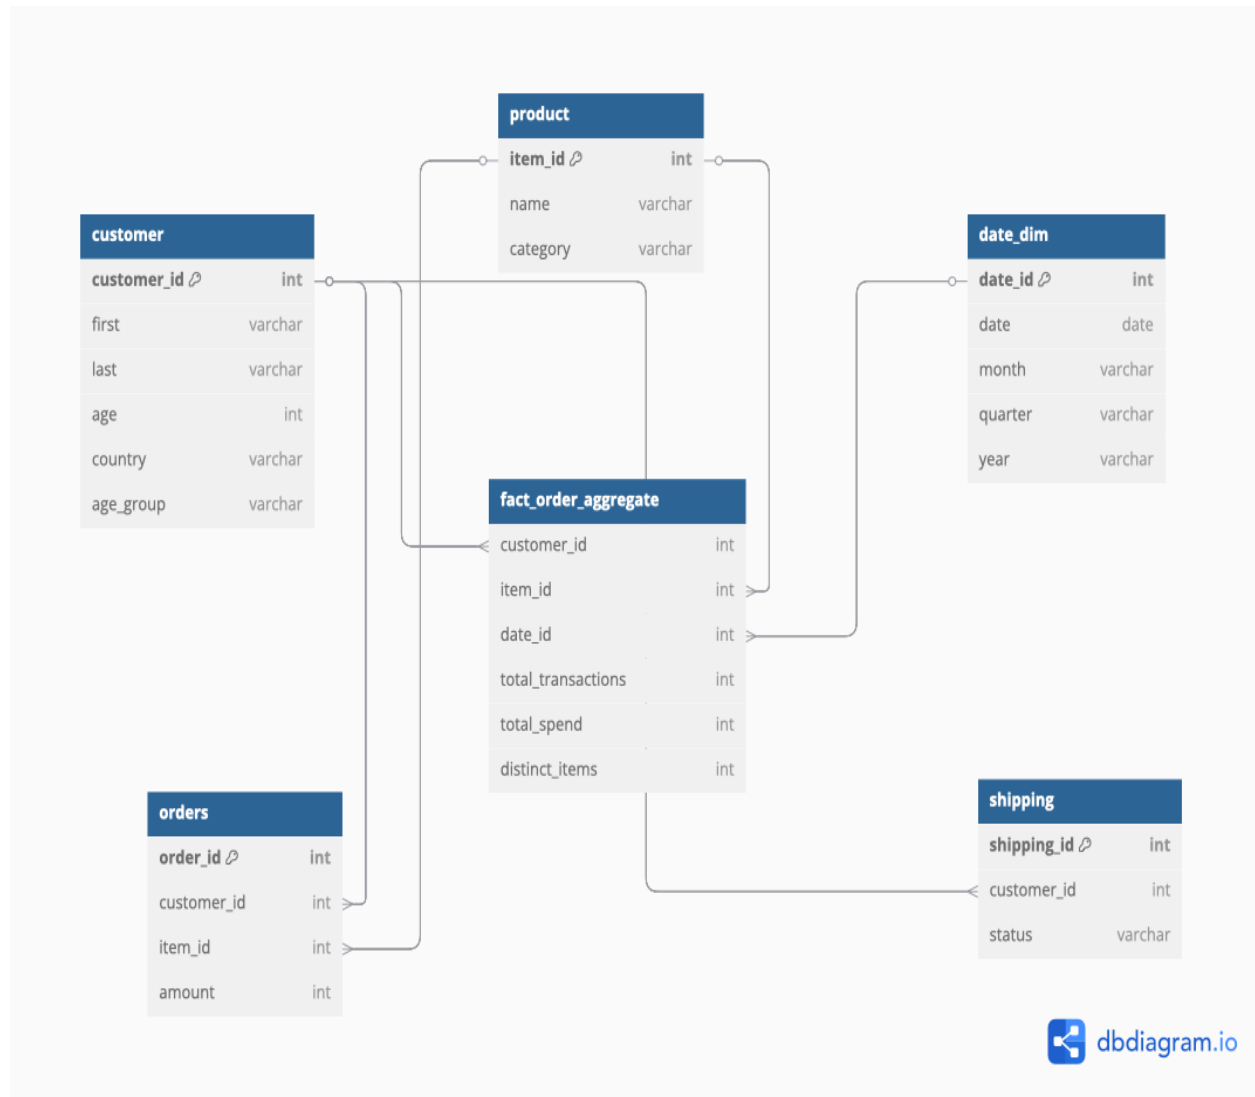 product
item_id int
name varchar
category varchar
customer
customer_id int
first varchar
last varchar
age int
country varchar
age_group varchar
date_dim
date_id int
date date
month varchar
quarter varchar
year varchar
fact_order_aggregate
customer_id int
item_id int
date_id int
total_transactions int
total_spend int
distinct_items int
orders
order_id int
customer_id int
item_id int
amount int
shipping
shipping_id int
customer_id int
status varchar
dbdiagram.io